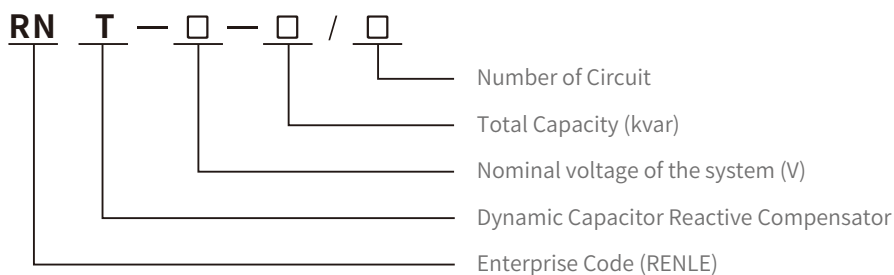 RN T — □ — □ / □
Number of Circuit
Total Capacity (kvar)
Nominal voltage of the system (V)
Dynamic Capacitor Reactive Compensator
Enterprise Code (RENLE)